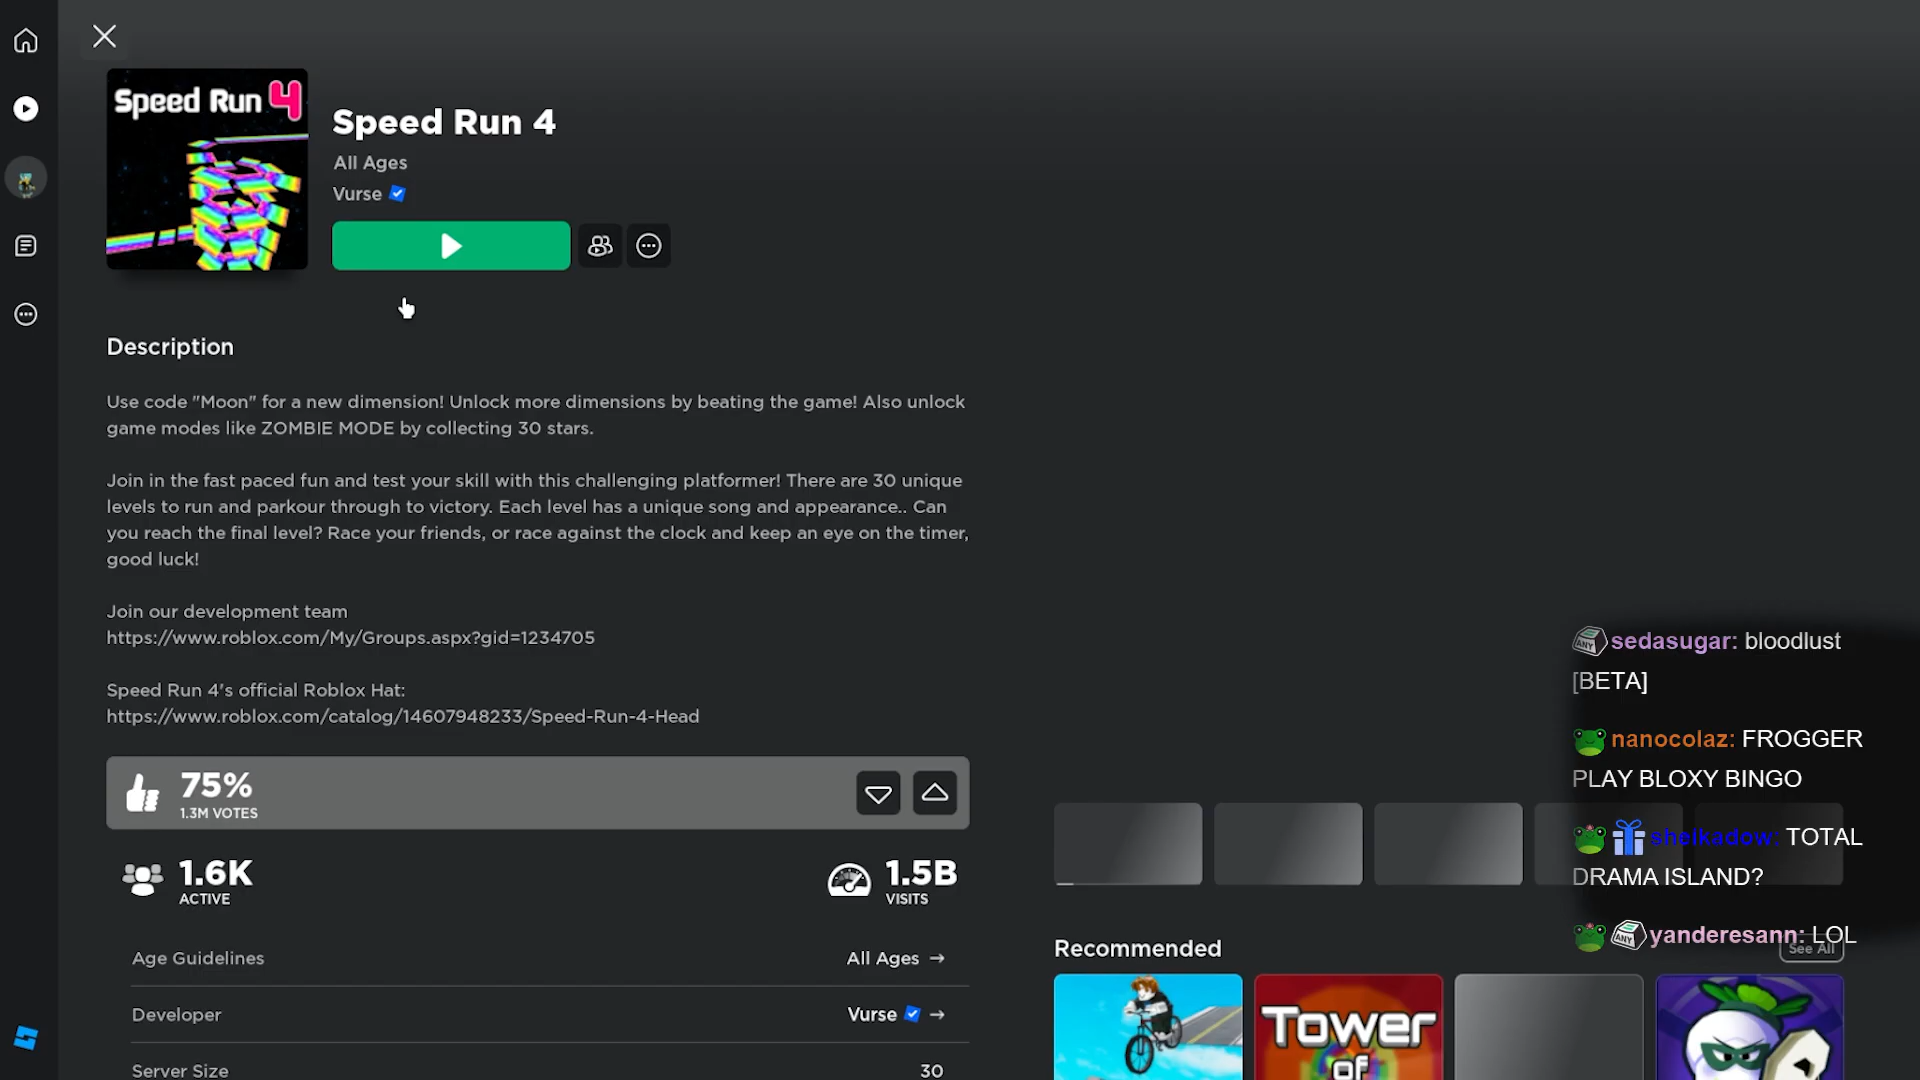 Speed Run 4
Speed Run 4
All Ages
Vurse
Description
Use code "Moon" for a new dimension! Unlock more dimensions by beating the game! Also unlock
game modes like ZOMBIE MODE by collecting 30 stars.
Join in the fast paced fun and test your skill with this challenging platformer! There are 30 unique
levels to run and parkour through to victory. Each level has a unique song and appearance.. Can
you reach the final level? Race your friends, or race against the clock and keep an eye on the timer,
good luck!
Join our development team
https://www.roblox.com/My/Groups.aspx?gid=1234705
Speed Run 4's official Roblox Hat:
https://www.roblox.com/catalog/14607948233/Speed-Run-4-Head
75%
1.3M VOTES
1.6K
ACTIVE
1.5B
VISITS
Age Guidelines
All Ages →
Developer
Vurse →
Server Size
30
ANY sedasugar: bloodlust
[BETA]
nanocolaz: FROGGER
PLAY BLOXY BINGO
shelkadow: TOTAL
DRAMA ISLAND?
ANY yanderesann: LOL
Recommended
See All
Tower
of